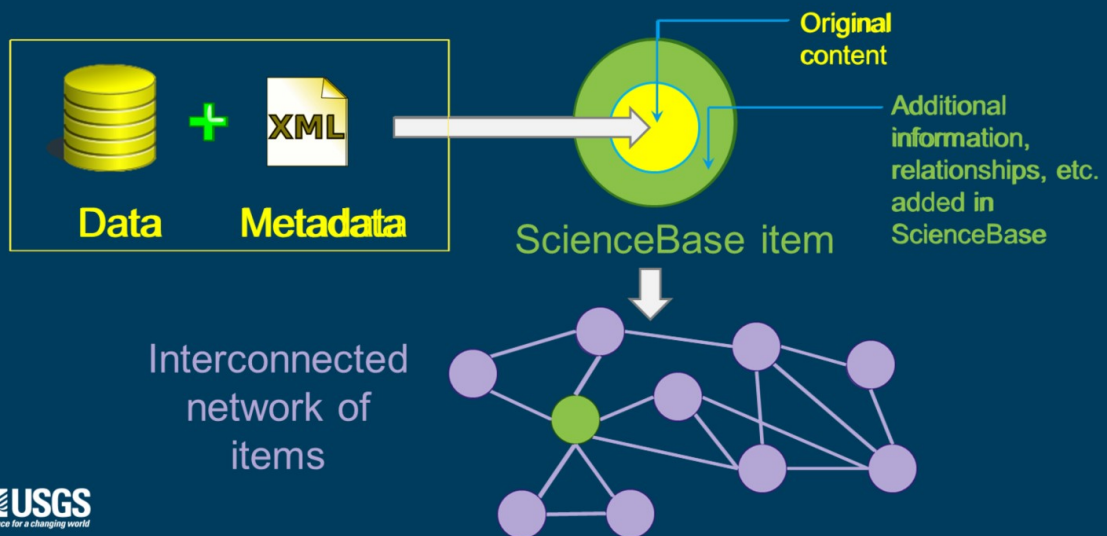 Original
content
XML
Data
Metadata
Additional
information,
relationships, etc.
added in
ScienceBase
ScienceBase item
Interconnected
network of
items
USGS
ce for a changing world